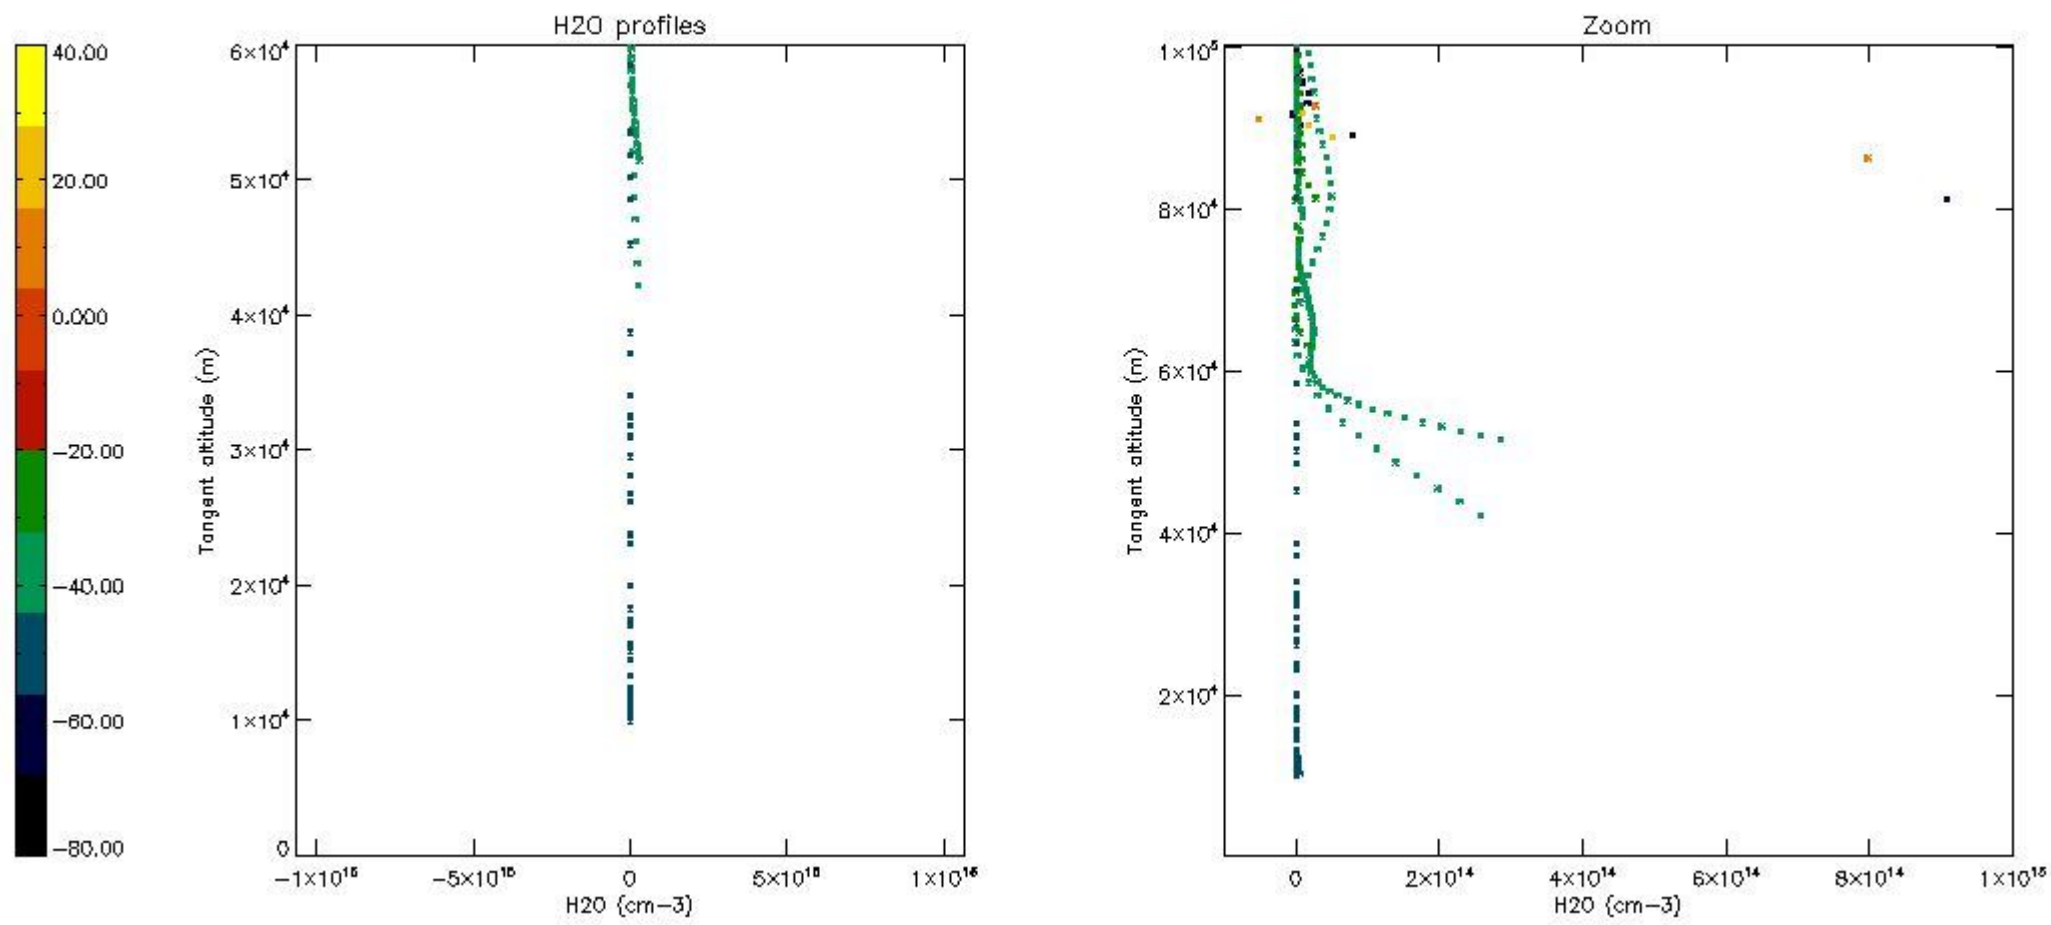 H2O profiles
40.00
20.00
0.000
−20.00
−40.00
−60.00
−80.00
6×10⁴
5×10⁴
4×10⁴
3×10⁴
2×10⁴
1×10⁴
0
Tangent altitude (m)
−1×10¹⁶ −5×10¹⁵ 0 5×10¹⁵ 1×10¹⁶
H2O (cm−3)
Zoom
1×10⁵
8×10⁴
6×10⁴
4×10⁴
2×10⁴
Tangent altitude (m)
0 2×10¹⁴ 4×10¹⁴ 6×10¹⁴ 8×10¹⁴ 1×10¹⁵
H2O (cm−3)